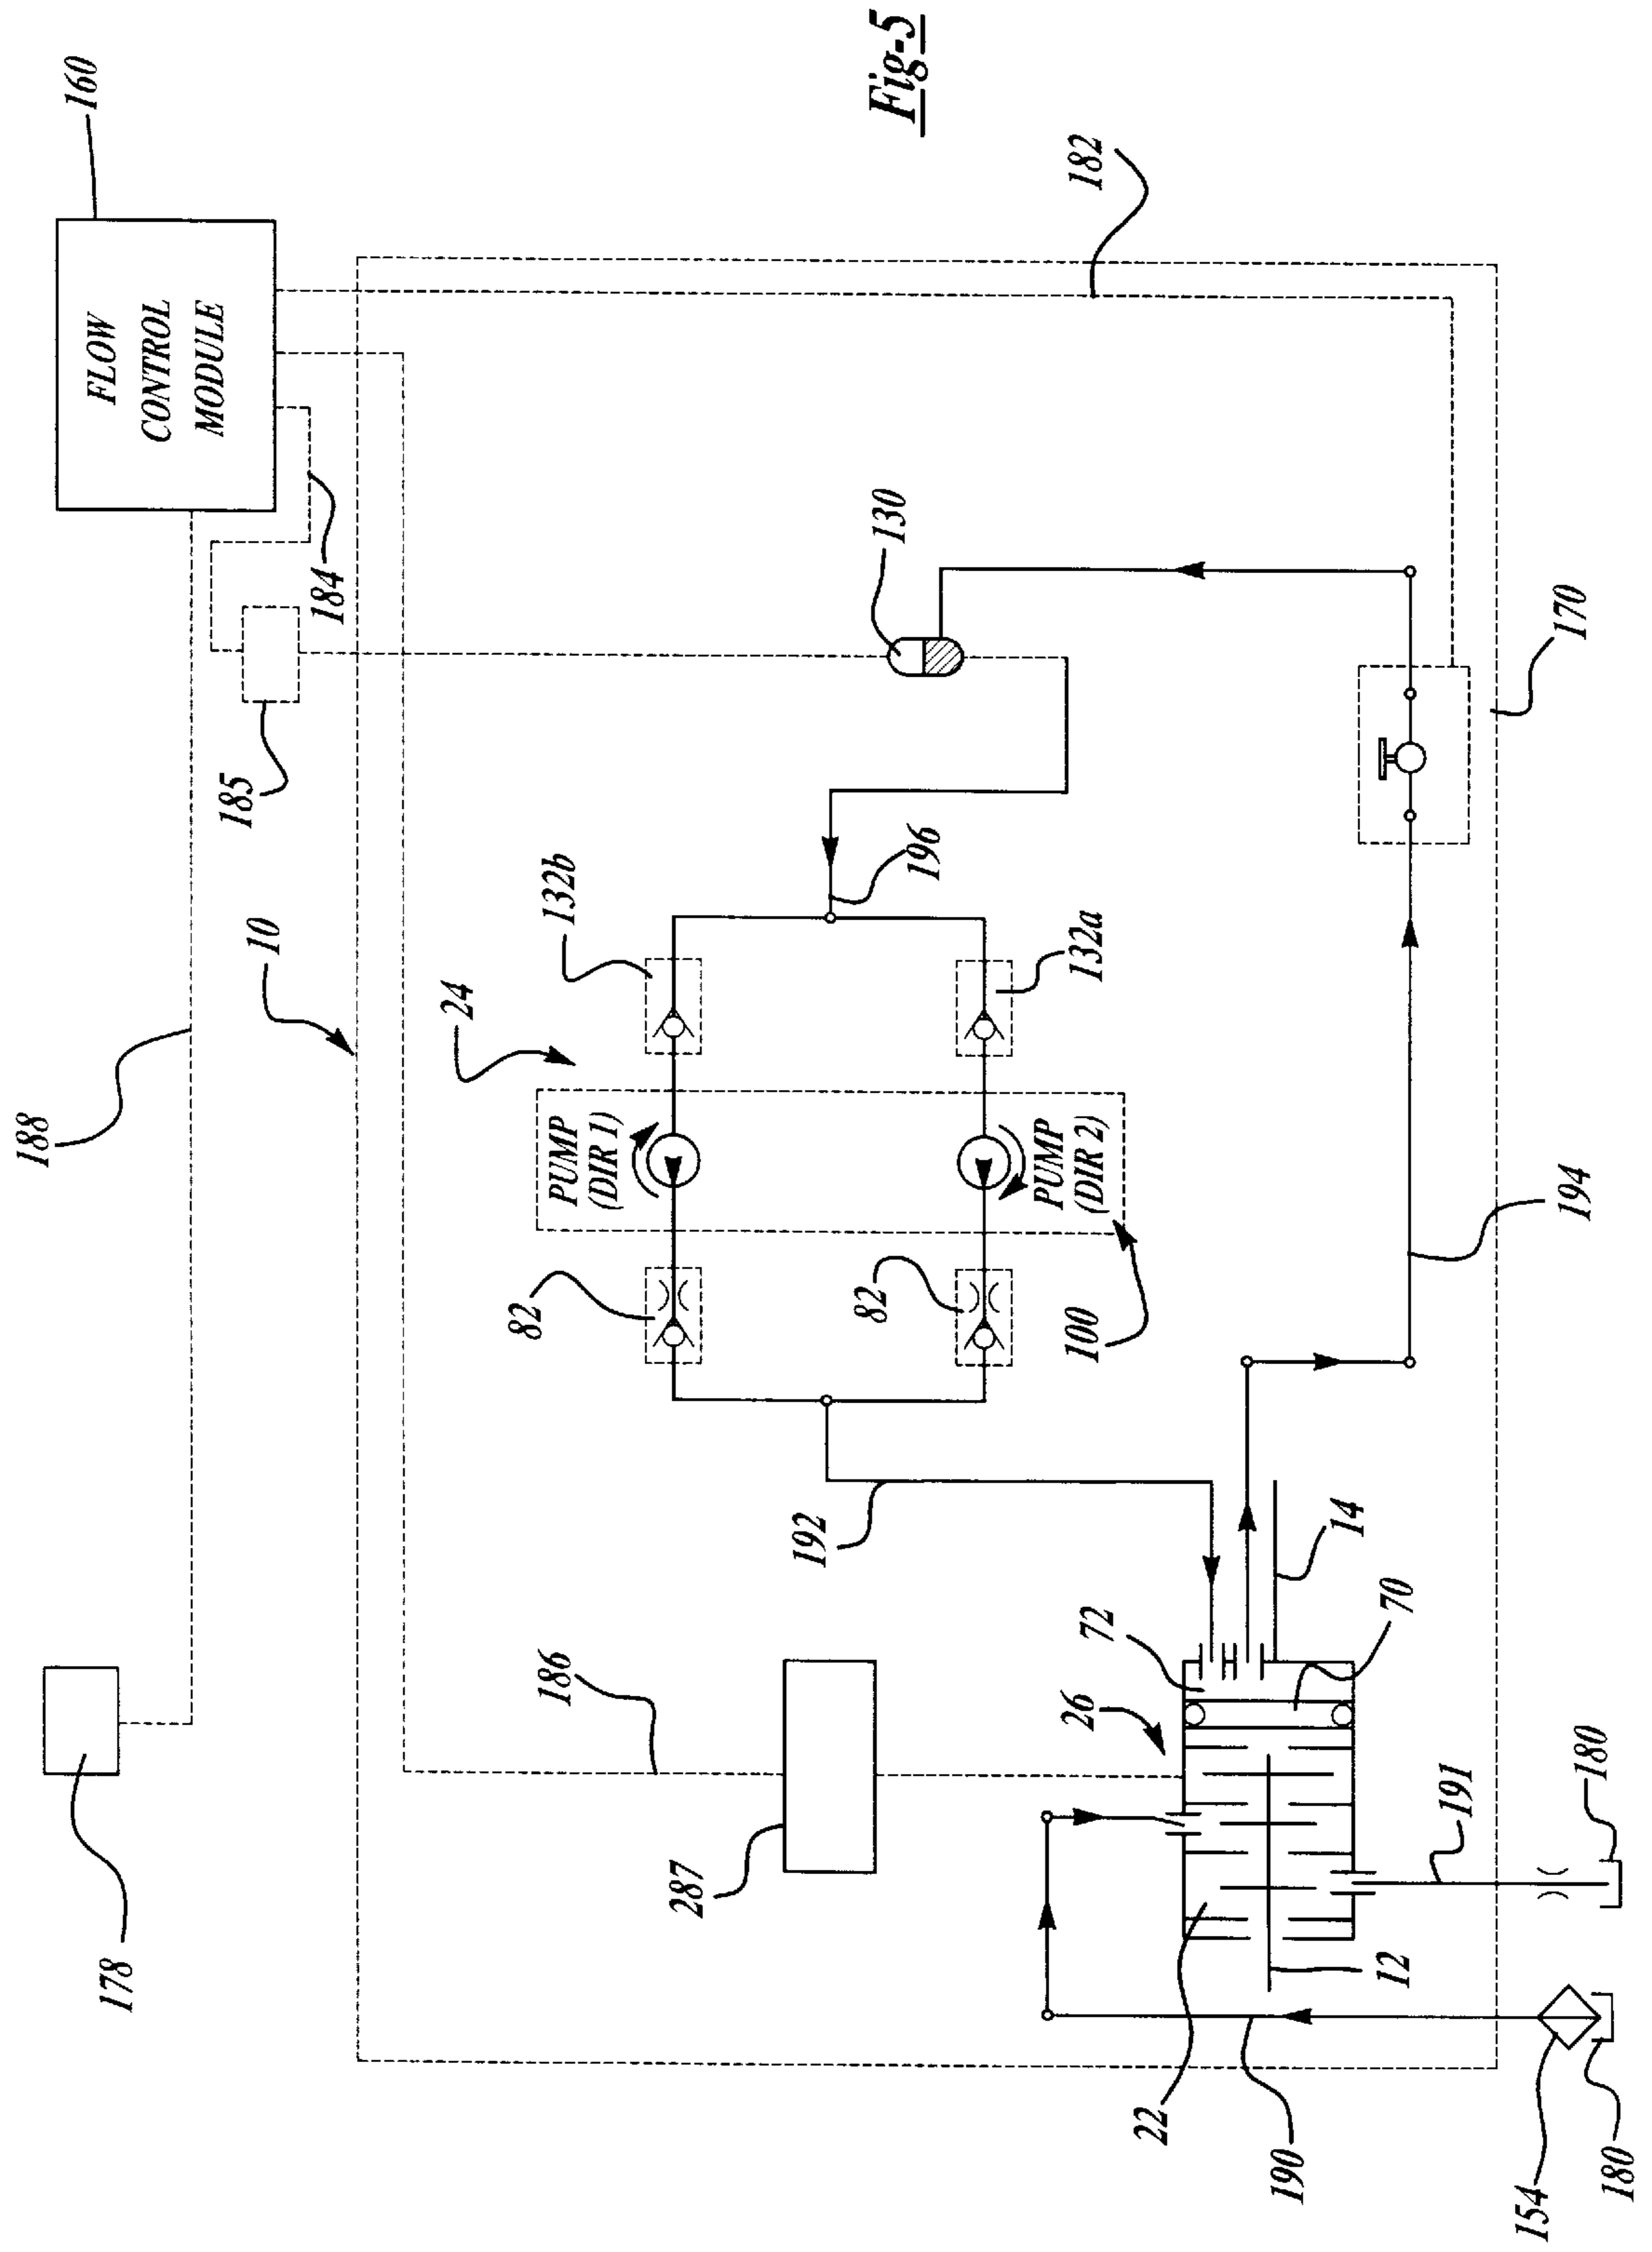 Fig-5
160
FLOW
CONTROL
MODULE
188
178
184
185
10
182
130
196
132b
132a
24
PUMP
(DIR 1)
PUMP
(DIR 2)
82
82
100
170
194
192
14
186
287
72
70
26
22
12
191
180
190
154
180